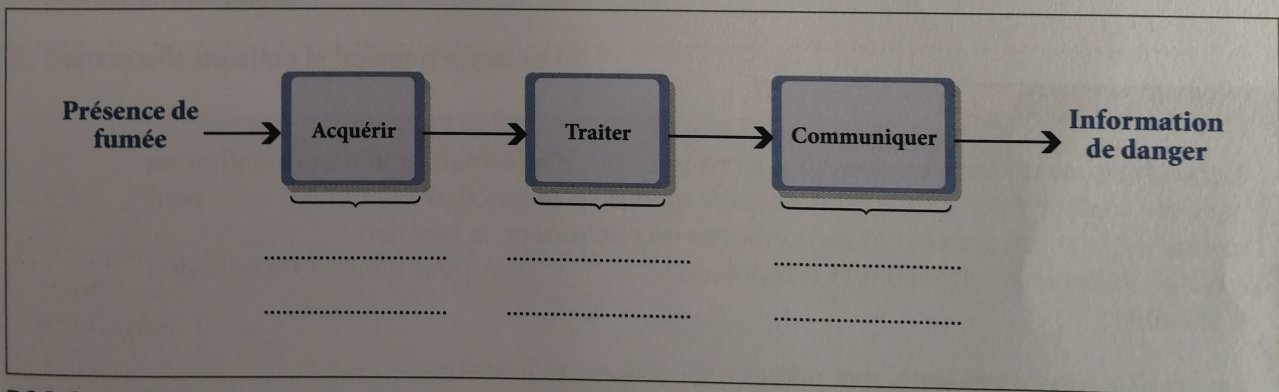 Présence de
fumée
Acquérir
Traiter
Communiquer
Information
de danger